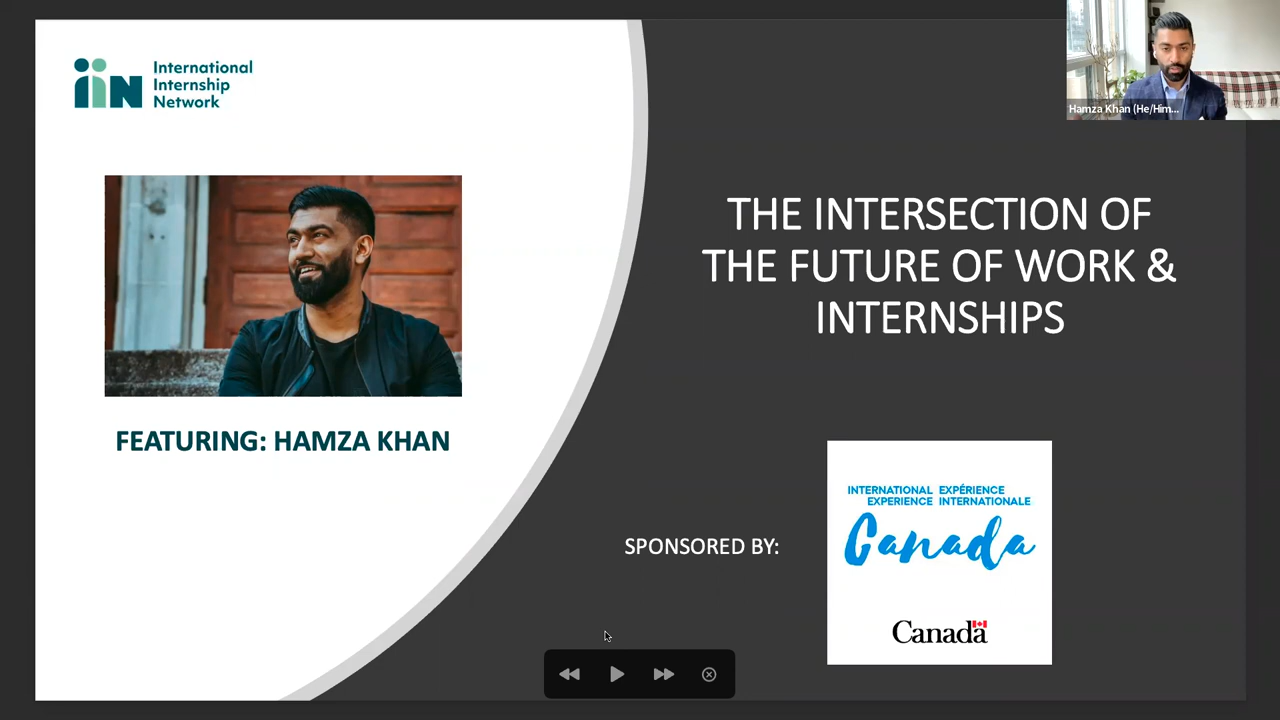 International
Internship
Network
iiN
Hamza Khan (He/Him...
THE INTERSECTION OF
THE FUTURE OF WORK &
INTERNSHIPS
FEATURING: HAMZA KHAN
SPONSORED BY:
INTERNATIONAL EXPÉRIENCE
EXPERIENCE INTERNATIONALE
Canada
Canada